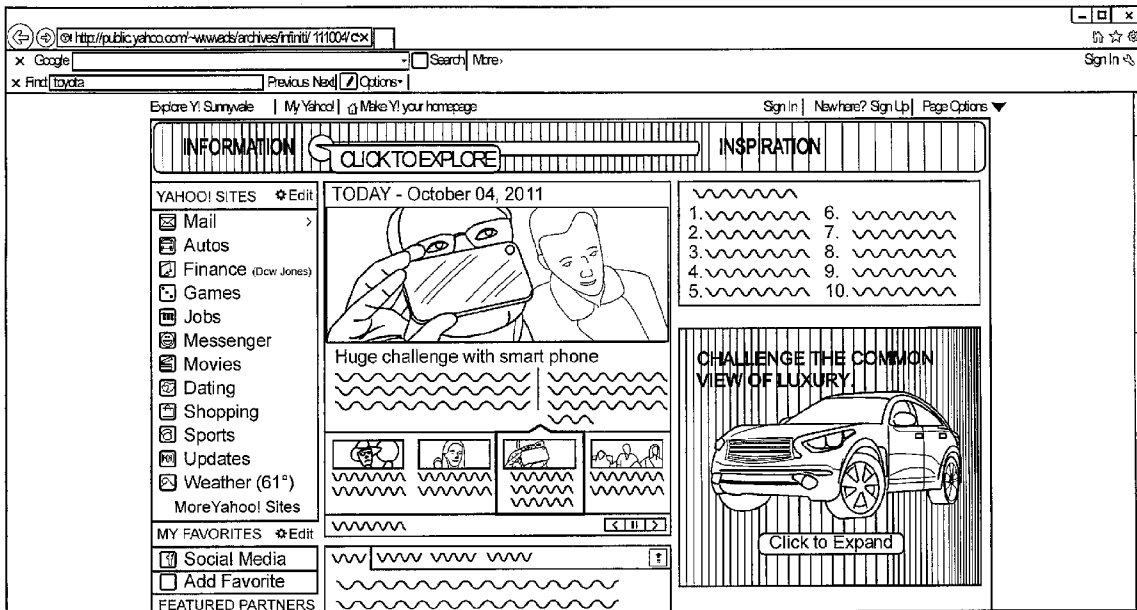 http://public.yahoo.com/~wwwads/archives/infiniti/ 111004/
x Google Search More
Sign In
x Find toyota Previous Next Options
Explore Y! Sunnyvale | My Yahoo! | Make Y! your homepage
Sign In | New here? Sign Up | Page Options
INFORMATION
CLICK TO EXPLORE
INSPIRATION
YAHOO! SITES Edit
Mail >
Autos
Finance (Dow Jones)
Games
Jobs
Messenger
Movies
Dating
Shopping
Sports
Updates
Weather (61°)
More Yahoo! Sites
MY FAVORITES Edit
Social Media
Add Favorite
FEATURED PARTNERS
TODAY - October 04, 2011
Huge challenge with smart phone
1. 6.
2. 7.
3. 8.
4. 9.
5. 10.
CHALLENGE THE COMMON
VIEW OF LUXURY.
Click to Expand